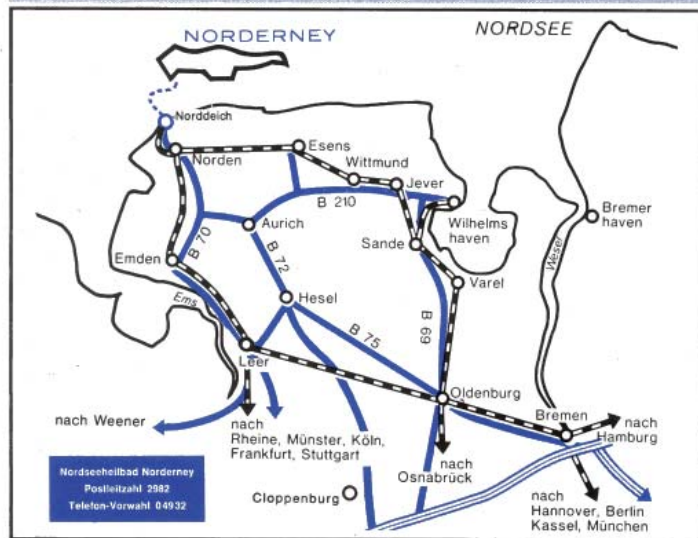 NORDERNEY
NORDSEE
Norddeich
Norden
Esens
Wittmund
Jever
B 210
Wilhelms
haven
Bremer
haven
Aurich
Sande
Weser
B 70
B 72
Emden
Varel
Ems
Hesel
B 75
B 69
Leer
Oldenburg
Bremen
nach Weener
nach
Rheine, Münster, Köln,
Frankfurt, Stuttgart
nach
Osnabrück
nach
Hamburg
Nordseeheilbad Norderney
Postleitzahl 2982
Telefon-Vorwahl 04932
Cloppenburg
nach
Hannover, Berlin
Kassel, München